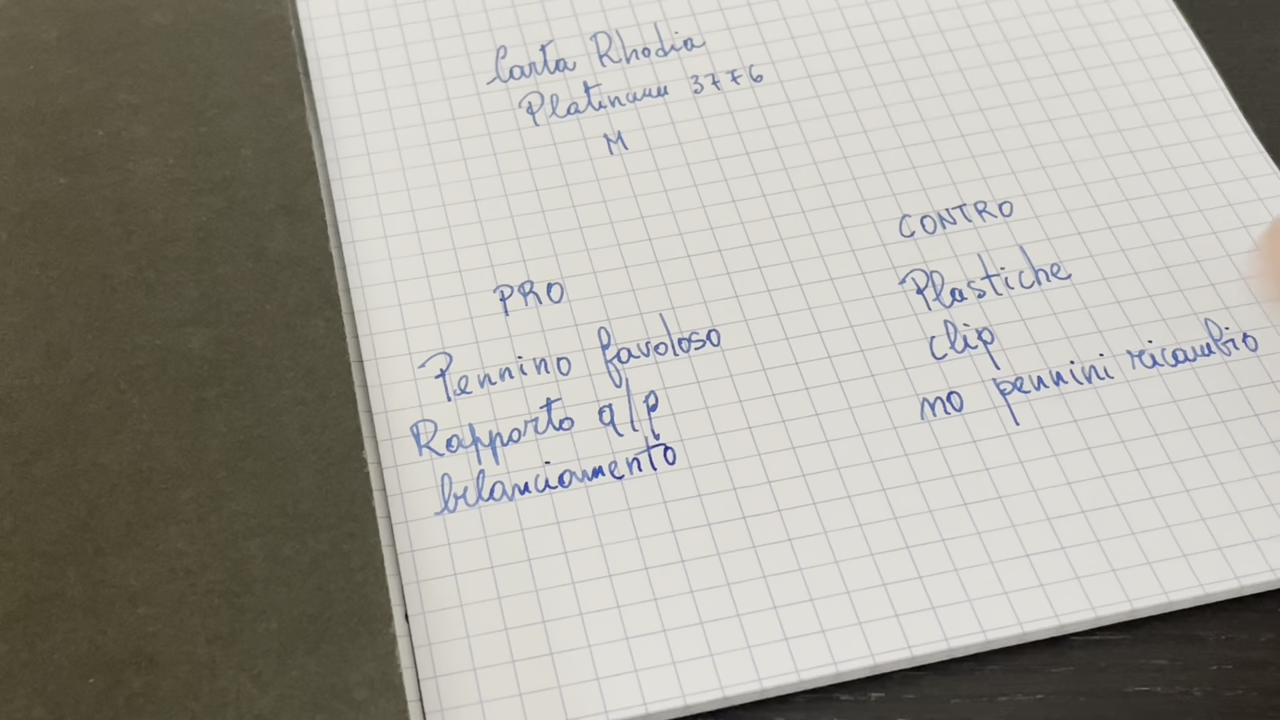 Carta Rhodia
Platinum 3776
M
PRO
Pennino favoloso
Rapporto q/p
bilanciamento
CONTRO
Plastiche
clip
no pennini ricambio